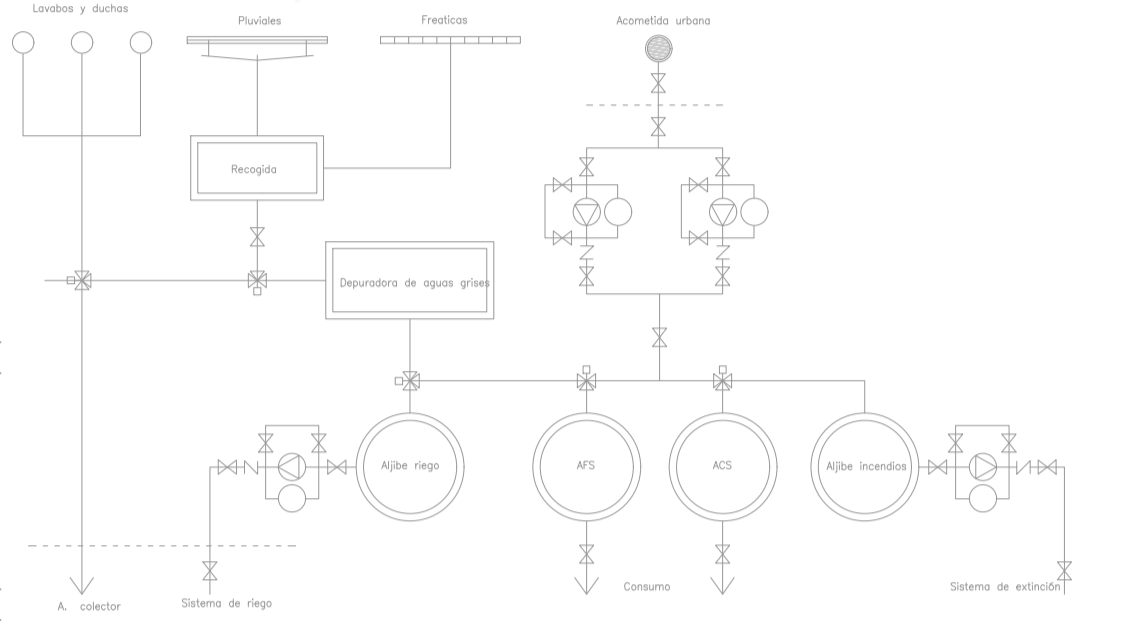 Lavabos y duchas
Pluviales
Freaticas
Acometida urbana
Recogida
Depuradora de aguas grises
Aljibe riego
AFS
ACS
Aljibe incendios
A. colector
Sistema de riego
Consumo
Sistema de extinción